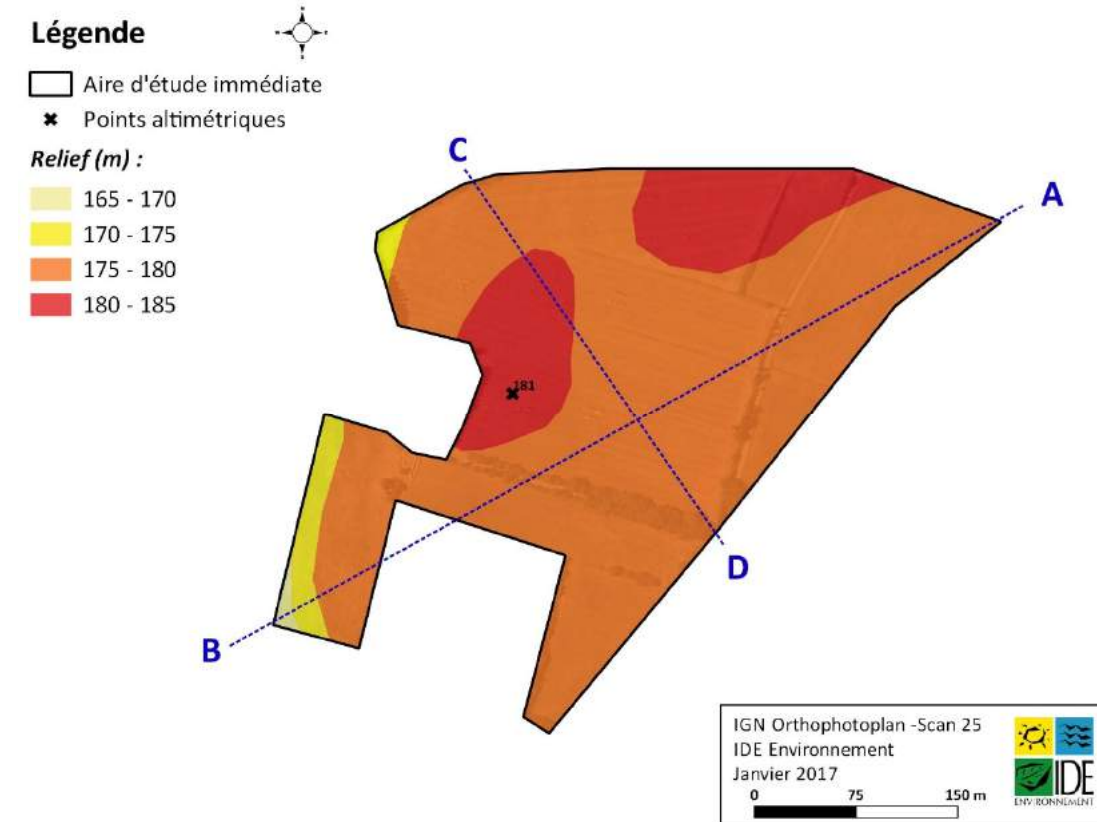 Légende
Aire d'étude immédiate
Points altimétriques
Relief (m) :
165 - 170
170 - 175
175 - 180
180 - 185
C
A
181
D
B
IGN Orthophotoplan -Scan 25
IDE Environnement
Janvier 2017
0 75 150 m
IDE
ENVIRONNEMENT